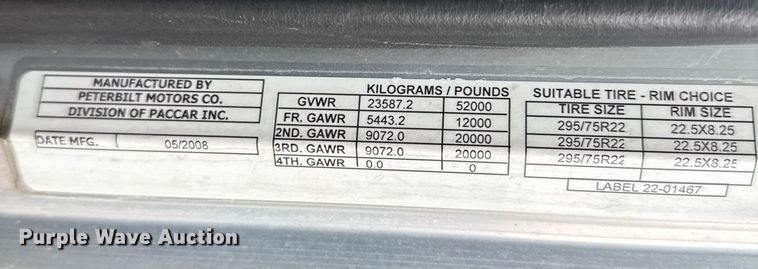 MANUFACTURED BY
PETERBILT MOTORS CO.
DIVISION OF PACCAR INC.
DATE MFG. 05/2008
KILOGRAMS / POUNDS
GVWR 23587.2 52000
FR. GAWR 5443.2 12000
2ND. GAWR 9072.0 20000
3RD. GAWR 9072.0 20000
4TH. GAWR 0.0 0
SUITABLE TIRE - RIM CHOICE
TIRE SIZE RIM SIZE
295/75R22 22.5X8.25
295/75R22 22.5X8.25
295/75R22 22.5X8.25
LABEL 22-01467
Purple Wave Auction